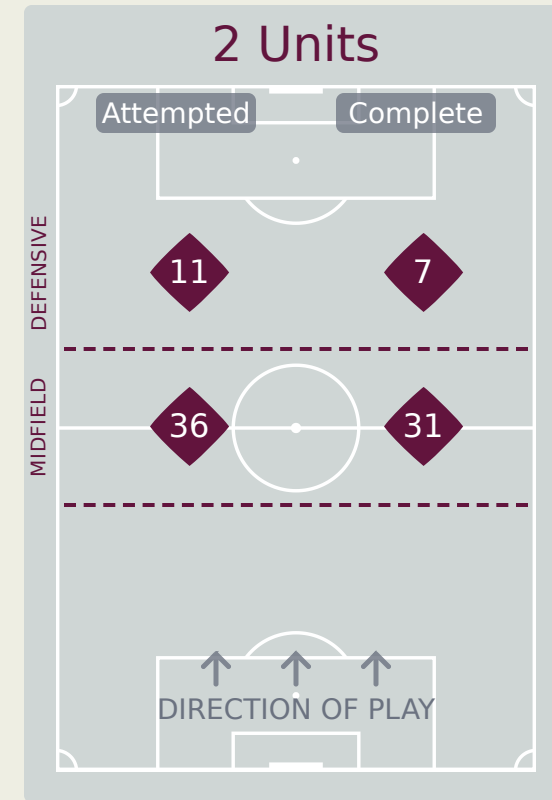 2 Units
Attempted Complete
DEFENSIVE
11 7
MIDFIELD
36 31
DIRECTION OF PLAY